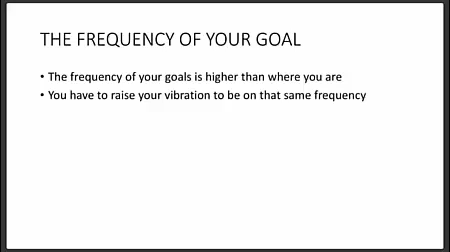 THE FREQUENCY OF YOUR GOAL
• The frequency of your goals is higher than where you are
• You have to raise your vibration to be on that same frequency